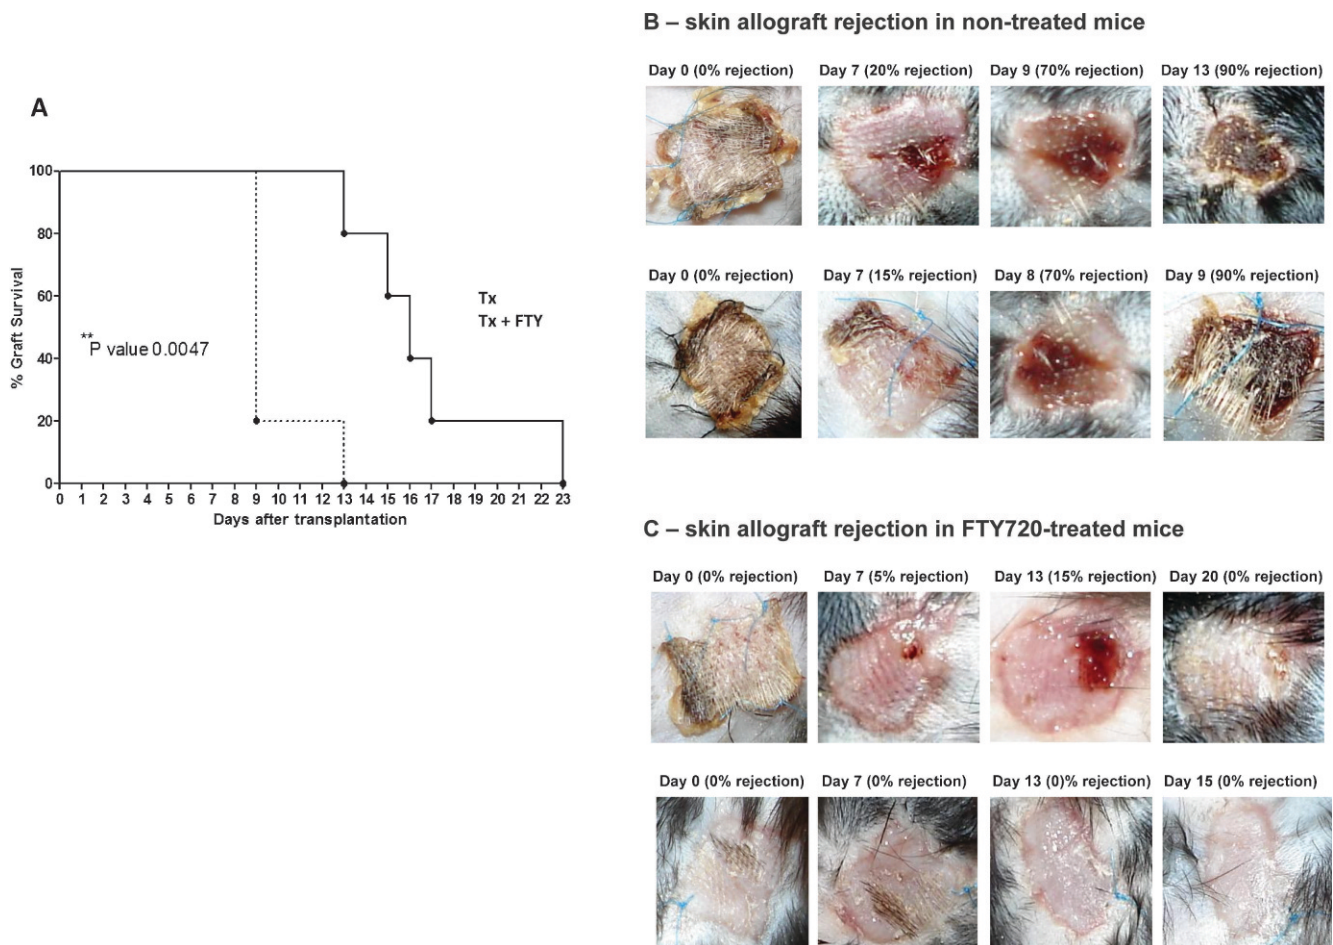 A
100
80
60
40
20
0
% Graft Survival
**P value 0.0047
Tx
Tx + FTY
0 1 2 3 4 5 6 7 8 9 10 11 12 13 14 15 16 17 18 19 20 21 22 23
Days after transplantation
B – skin allograft rejection in non-treated mice
Day 0 (0% rejection) Day 7 (20% rejection) Day 9 (70% rejection) Day 13 (90% rejection)
Day 0 (0% rejection) Day 7 (15% rejection) Day 8 (70% rejection) Day 9 (90% rejection)
C – skin allograft rejection in FTY720-treated mice
Day 0 (0% rejection) Day 7 (5% rejection) Day 13 (15% rejection) Day 20 (0% rejection)
Day 0 (0% rejection) Day 7 (0% rejection) Day 13 (0)% rejection) Day 15 (0% rejection)